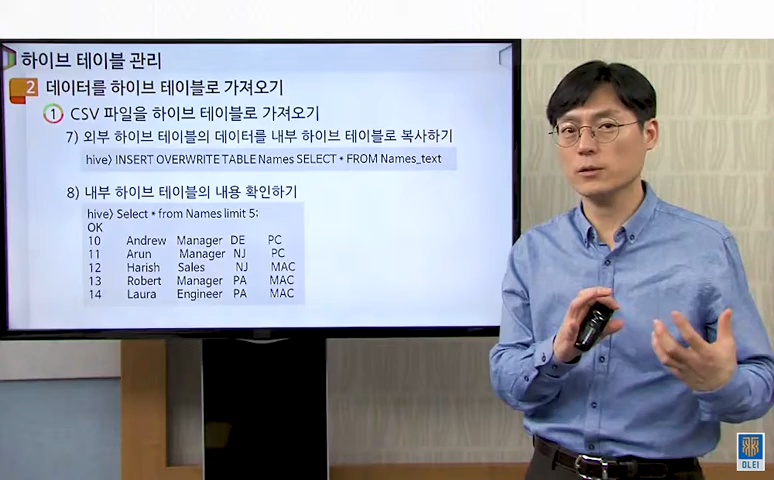 하이브 테이블 관리
2 데이터를 하이브 테이블로 가져오기
1 CSV 파일을 하이브 테이블로 가져오기
7) 외부 하이브 테이블의 데이터를 내부 하이브 테이블로 복사하기
hive> INSERT OVERWRITE TABLE Names SELECT * FROM Names_text
8) 내부 하이브 테이블의 내용 확인하기
hive> Select * from Names limit 5:
OK
10 Andrew Manager DE PC
11 Arun Manager NJ PC
12 Harish Sales NJ MAC
13 Robert Manager PA MAC
14 Laura Engineer PA MAC
OLEI